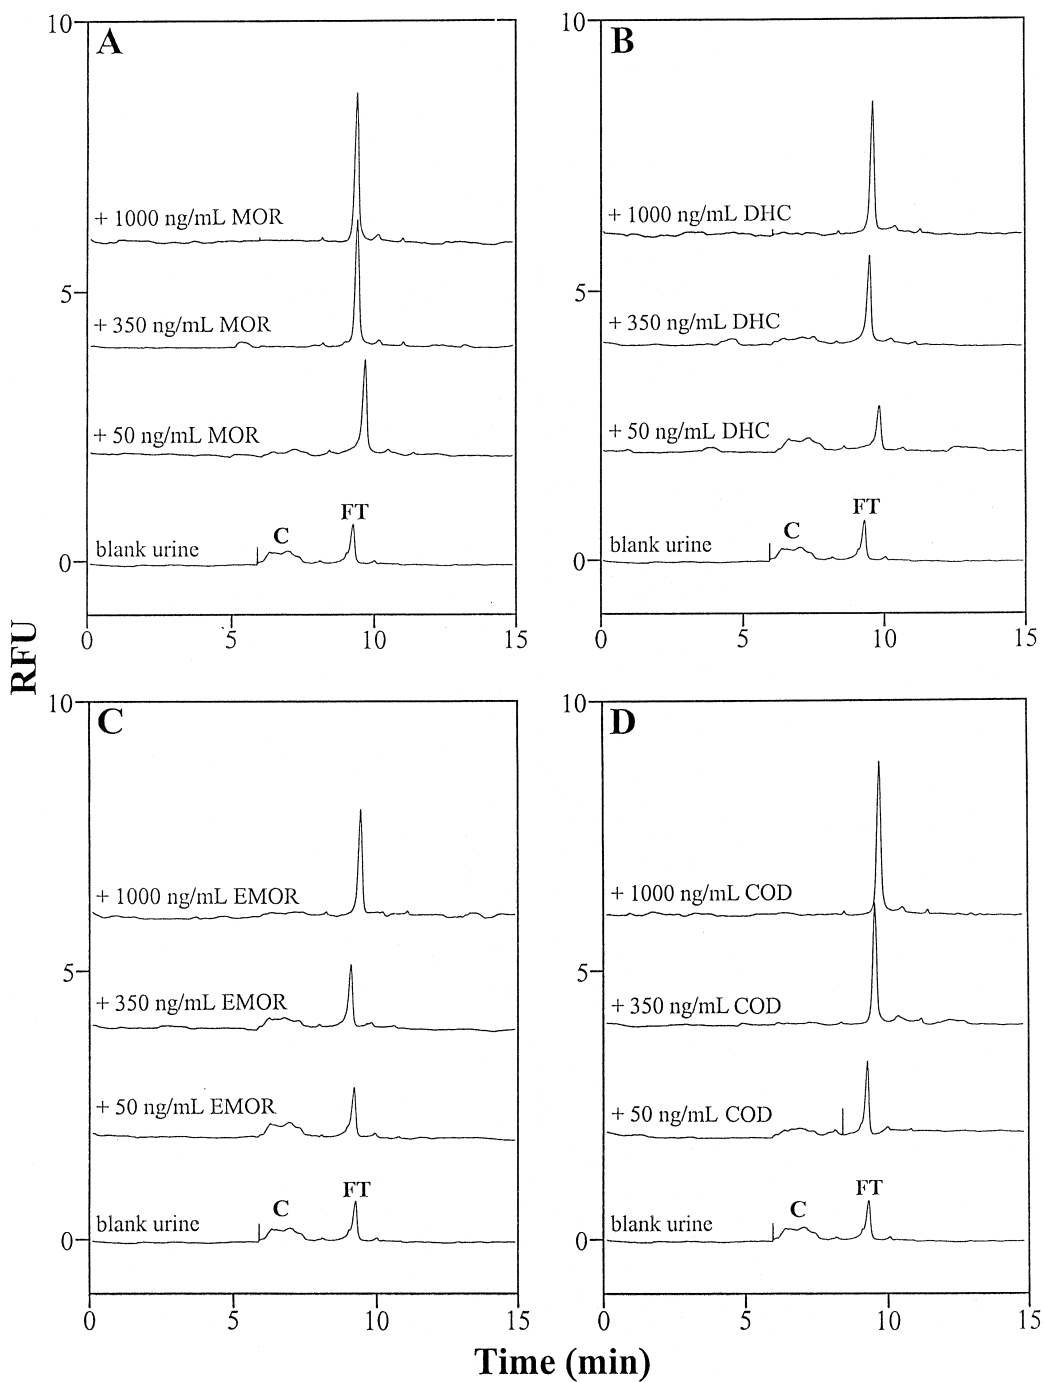 10
A
+ 1000 ng/mL MOR
5
+ 350 ng/mL MOR
+ 50 ng/mL MOR
FT
C
blank urine
0
0 5 10 15
10
B
+ 1000 ng/mL DHC
5
+ 350 ng/mL DHC
+ 50 ng/mL DHC
FT
C
blank urine
0
0 5 10 15
RFU
10
C
+ 1000 ng/mL EMOR
5
+ 350 ng/mL EMOR
+ 50 ng/mL EMOR
FT
C
blank urine
0
0 5 10 15
10
D
+ 1000 ng/mL COD
5
+ 350 ng/mL COD
+ 50 ng/mL COD
FT
C
blank urine
0
0 5 10 15
Time (min)